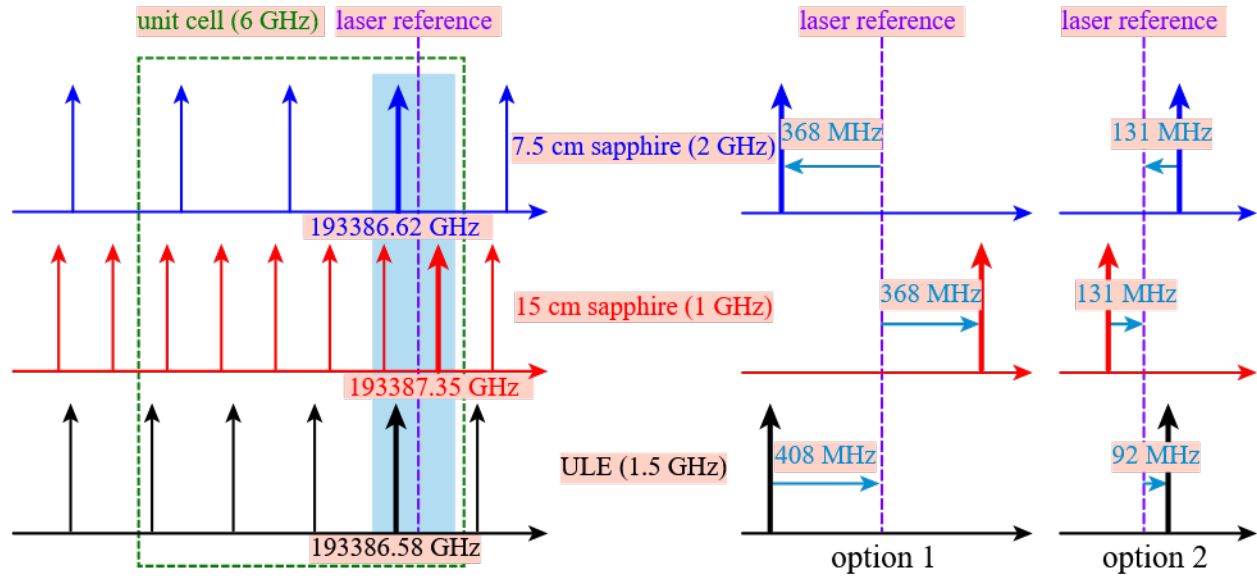 unit cell (6 GHz)
laser reference
laser reference
laser reference
368 MHz
131 MHz
7.5 cm sapphire (2 GHz)
193386.62 GHz
368 MHz
131 MHz
15 cm sapphire (1 GHz)
193387.35 GHz
408 MHz
92 MHz
ULE (1.5 GHz)
193386.58 GHz
option 1
option 2